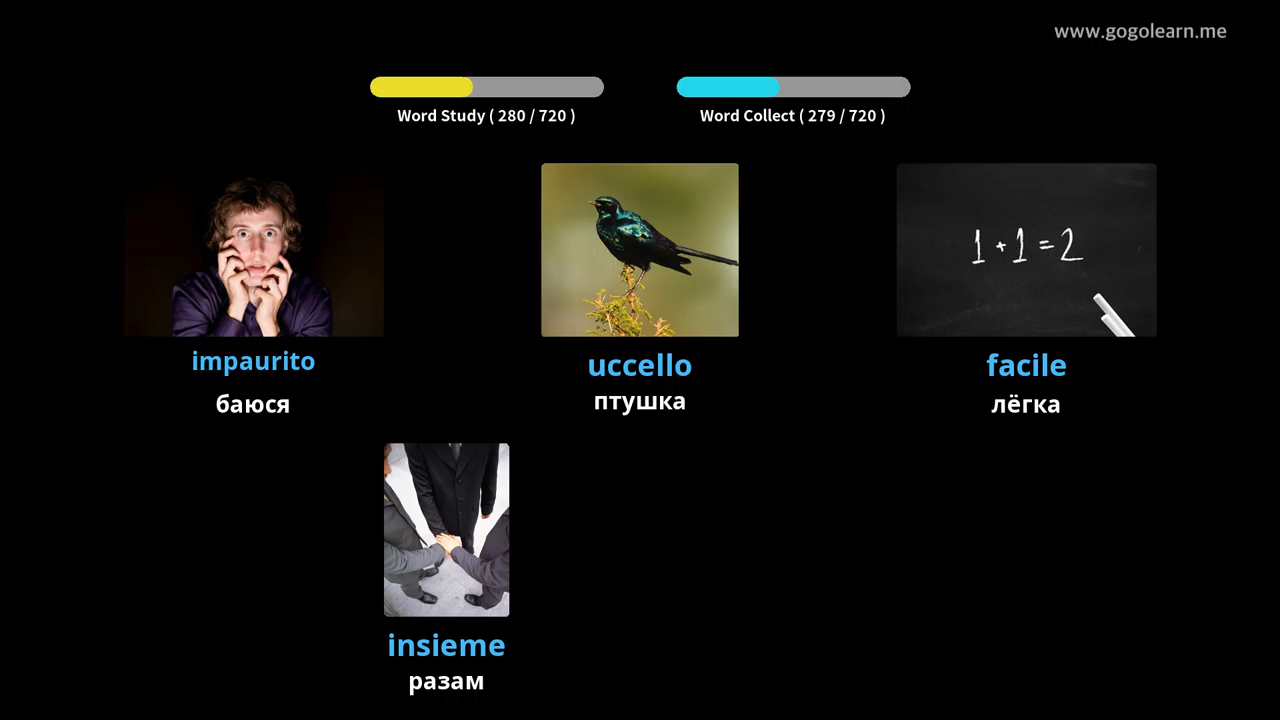 www.gogolearn.me
Word Study ( 280 / 720 )
Word Collect ( 279 / 720 )
1 + 1 = 2
impaurito
uccello
facile
баюся
птушка
лёгка
insieme
разам